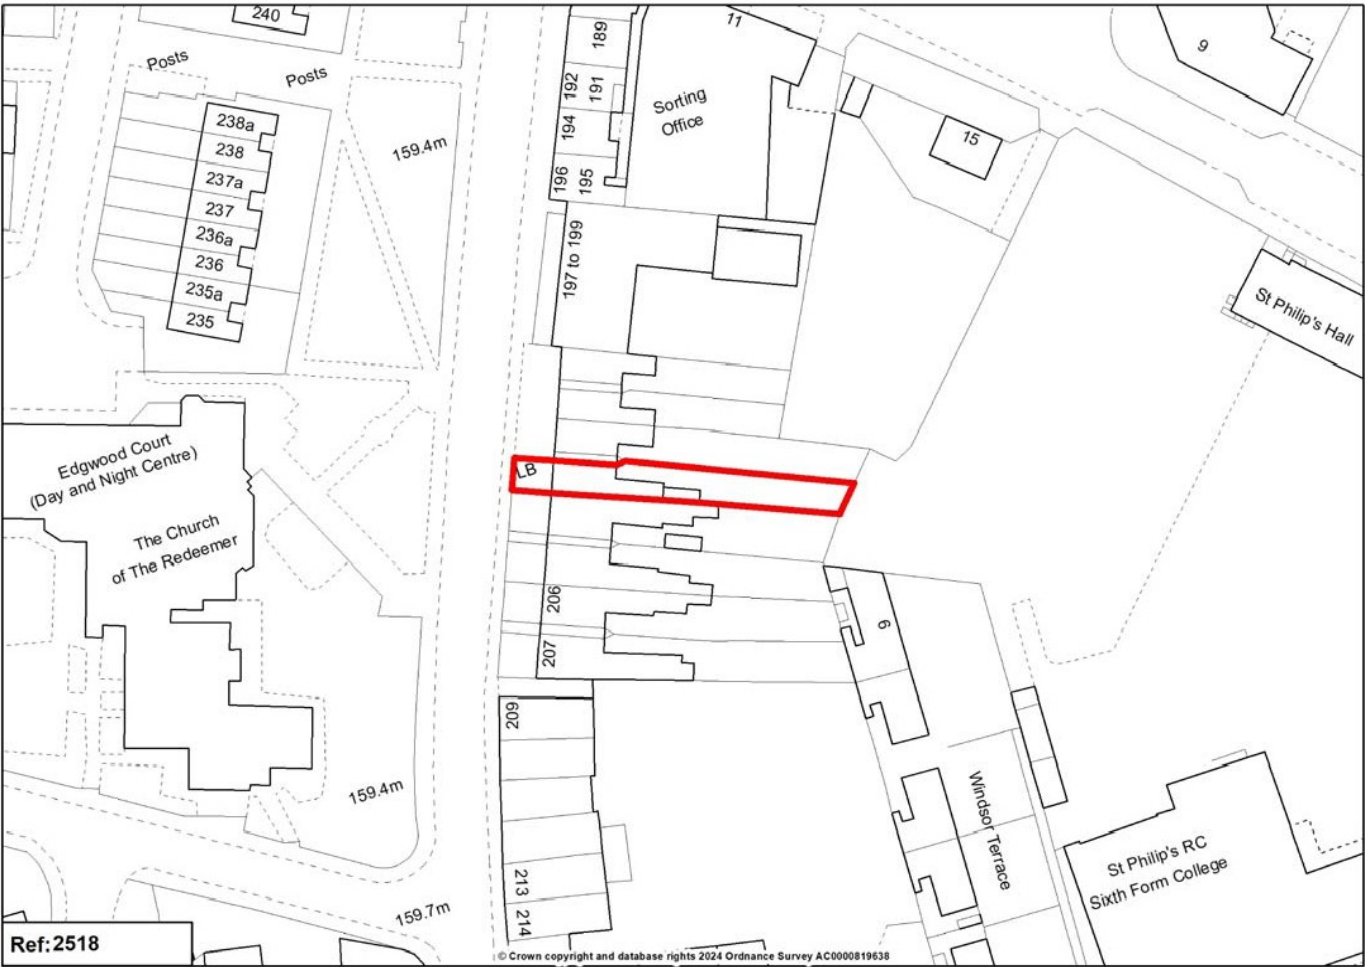 240
Posts
Posts
238a
238
237a
237
236a
236
235a
235
159.4m
189
192
191
194
196
195
197 to 199
11
Sorting
Office
15
9
St Philip's Hall
Edgwood Court
(Day and Night Centre)
The Church
of The Redeemer
LB
206
207
209
6
Windsor Terrace
St Philip's RC
Sixth Form College
159.4m
213
214
159.7m
Ref:2518
© Crown copyright and database rights 2024 Ordnance Survey AC0000819638